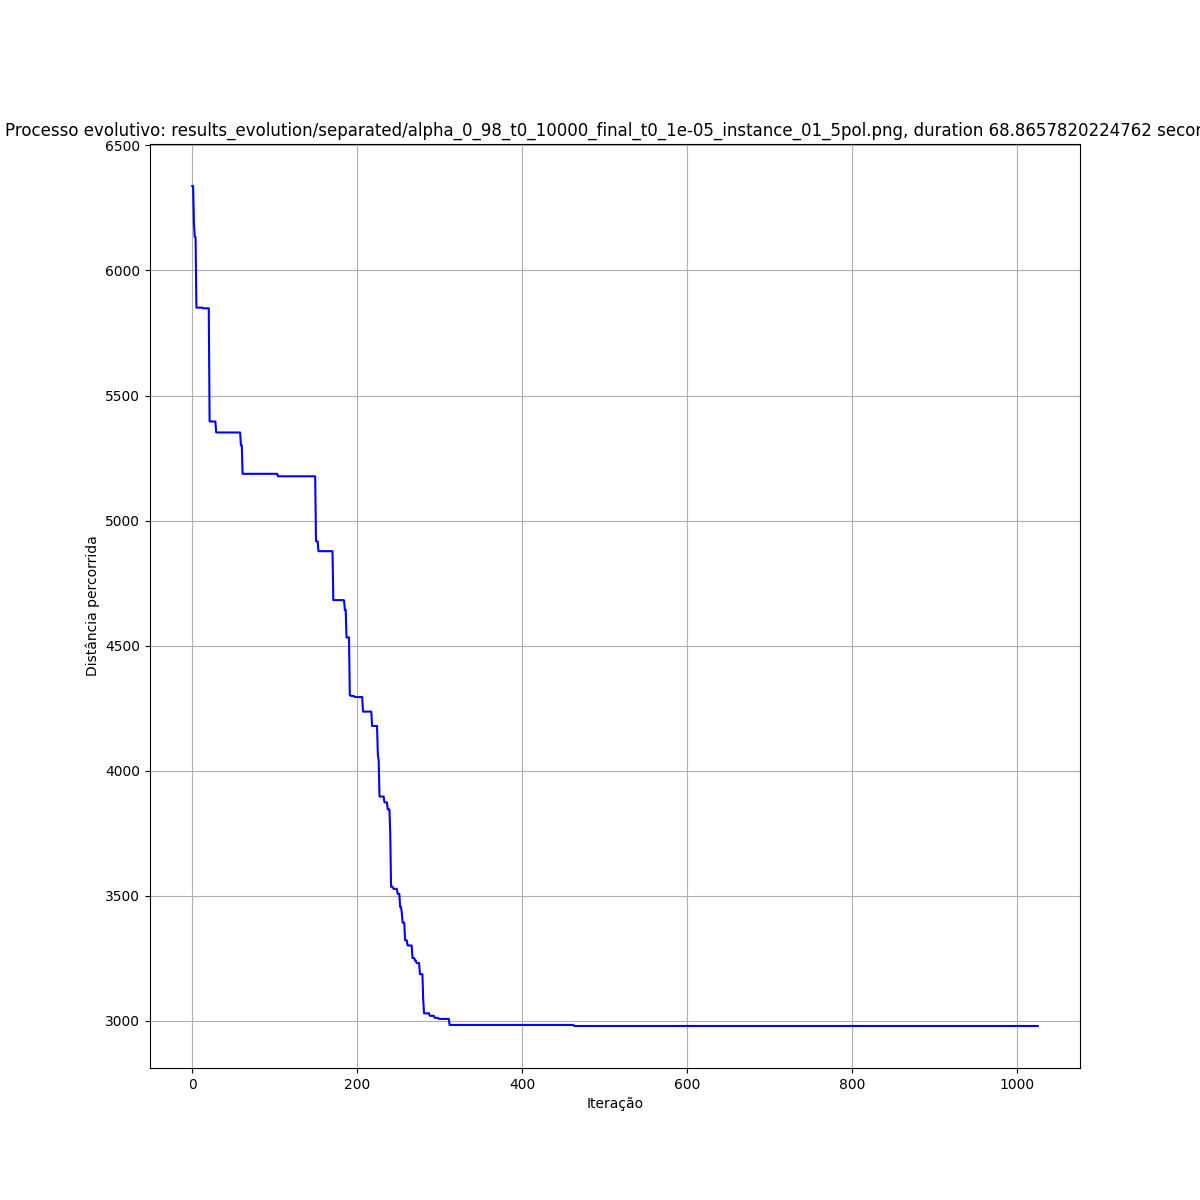 Processo evolutivo: results_evolution/separated/alpha_0_98_t0_10000_final_t0_1e-05_instance_01_5pol.png, duration 68.8657820224762 secor
6500
6000
5500
5000
4500
4000
3500
3000
Distância percorrida
0 200 400 600 800 1000
Iteração